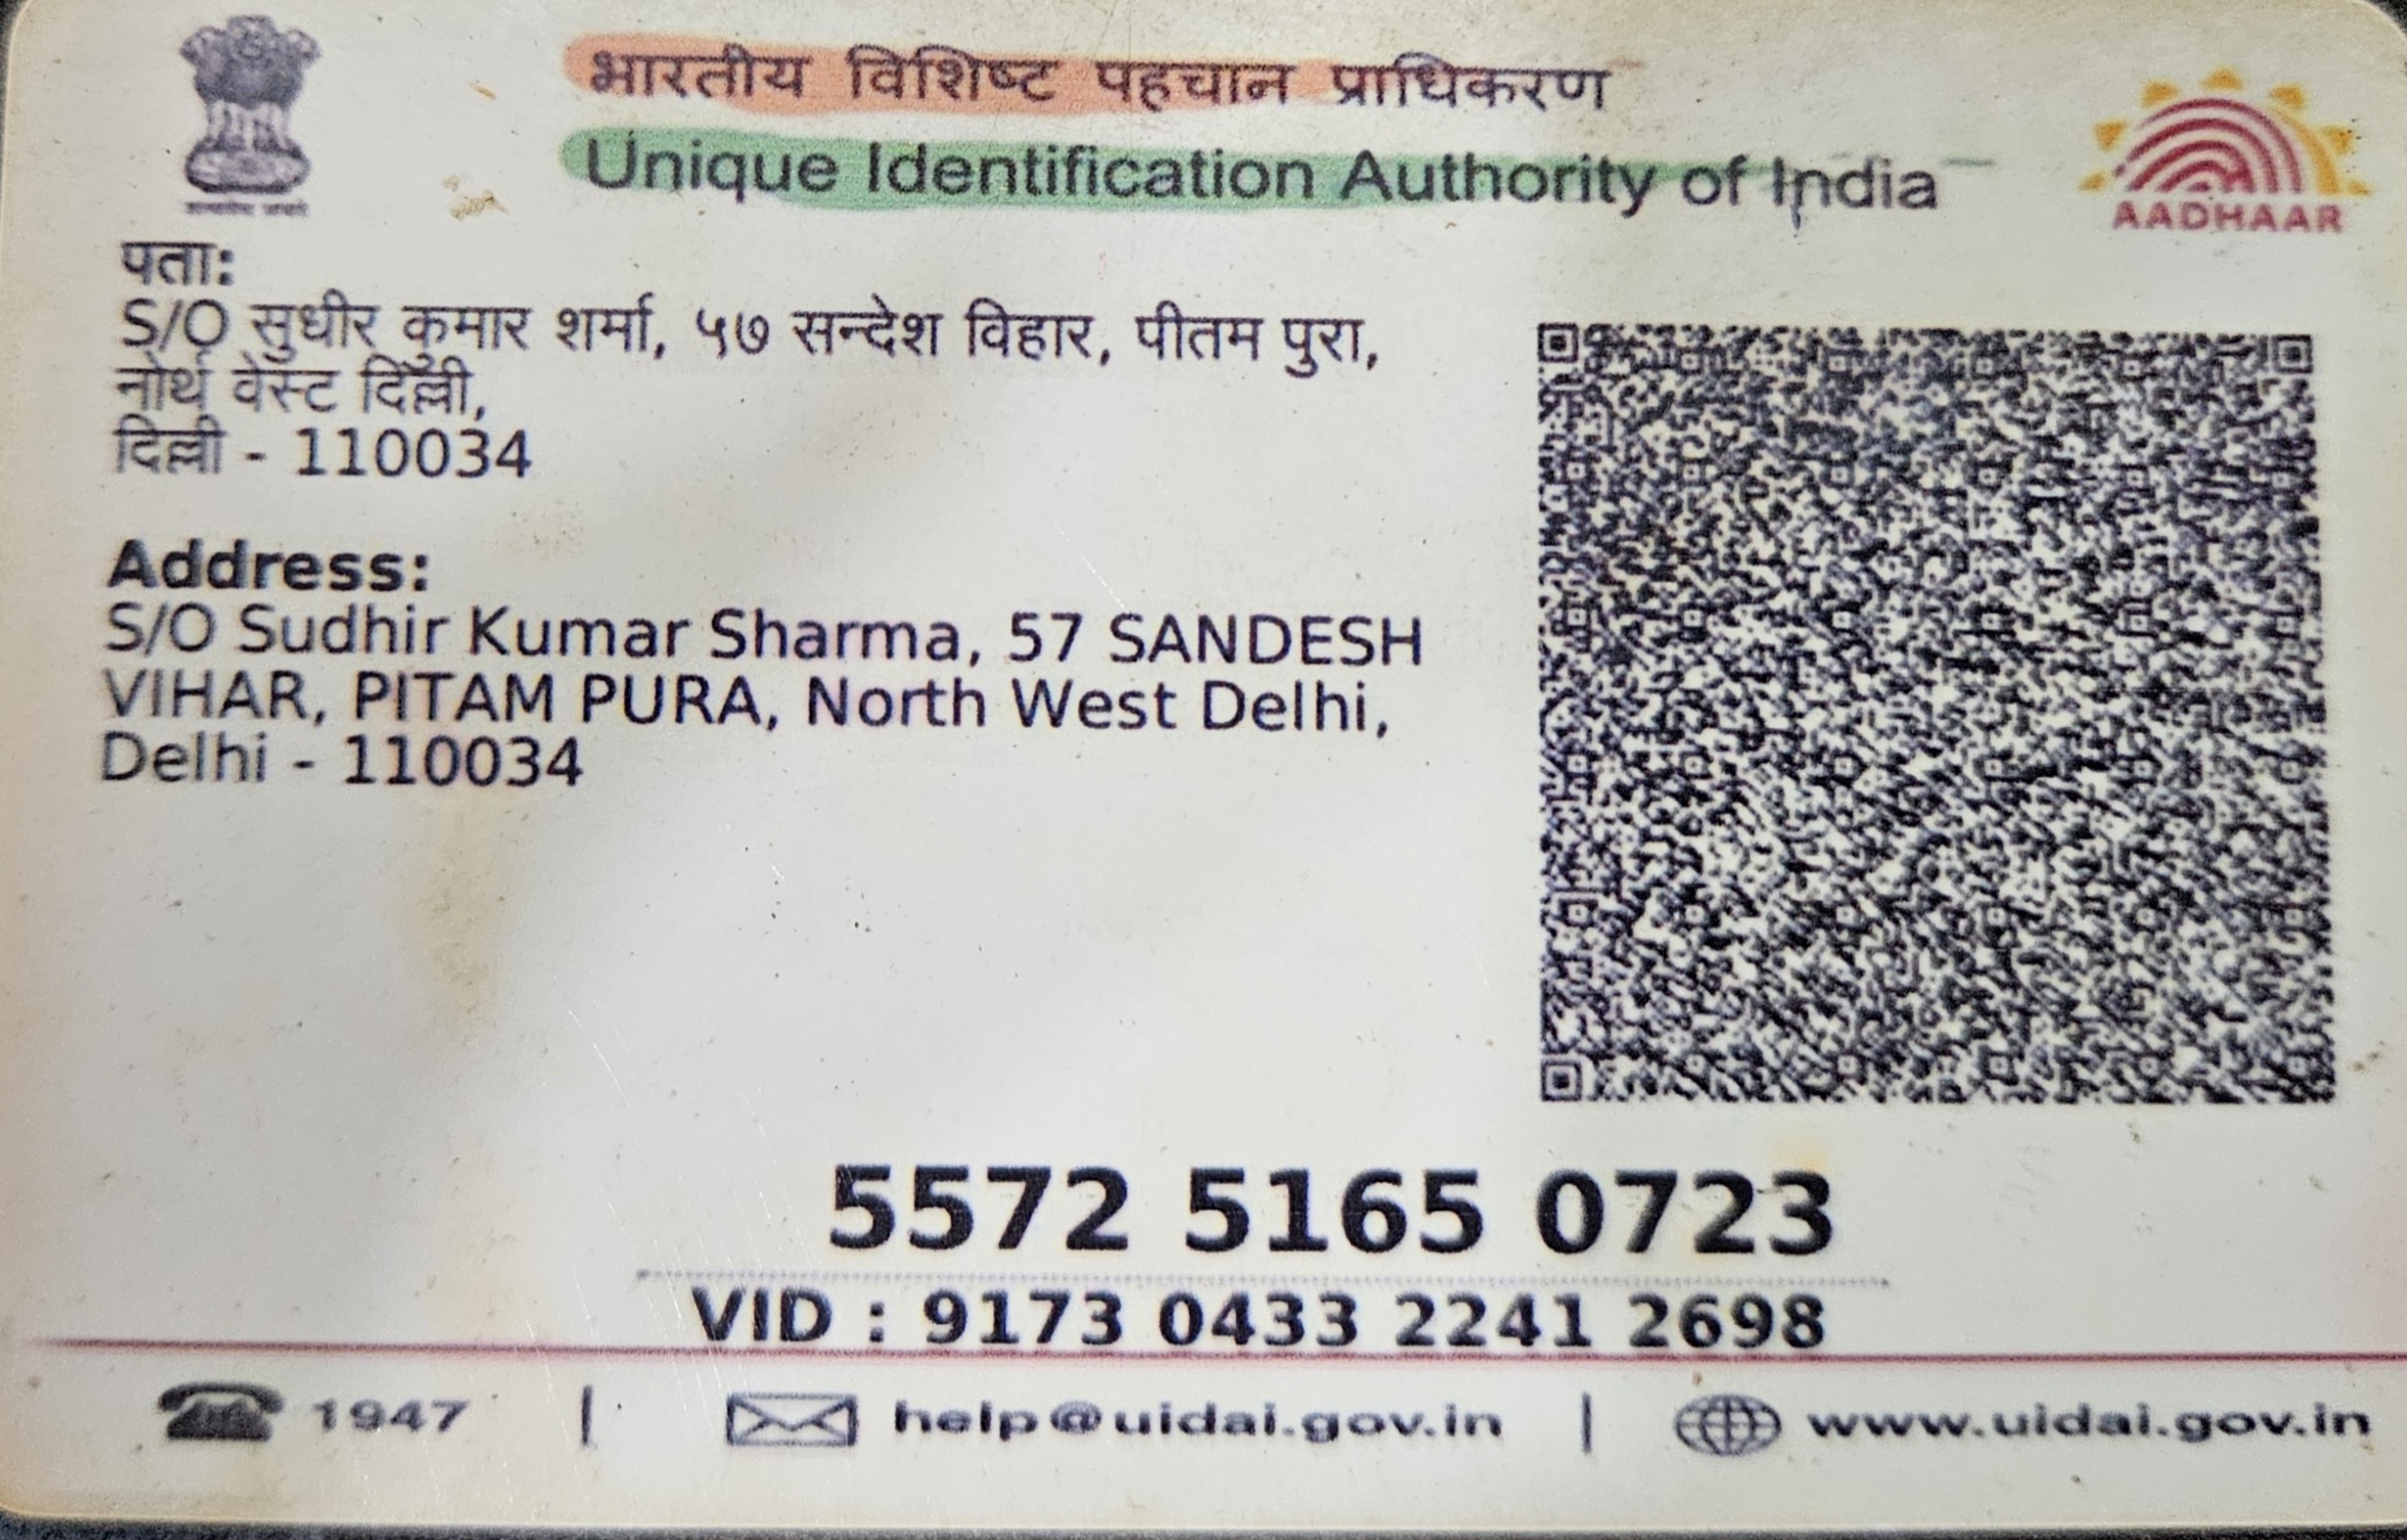 भारतीय विशिष्ट पहचान प्राधिकरण
Unique Identification Authority of India
AADHAAR
पता:
S/O सुधीर कुमार शर्मा, ५७ सन्देश विहार, पीतम पुरा,
नोर्थ वेस्ट दिल्ली,
दिल्ली - 110034
Address:
S/O Sudhir Kumar Sharma, 57 SANDESH
VIHAR, PITAM PURA, North West Delhi,
Delhi - 110034
5572 5165 0723
VID : 9173 0433 2241 2698
1947 | help@uidai.gov.in | www.uidai.gov.in